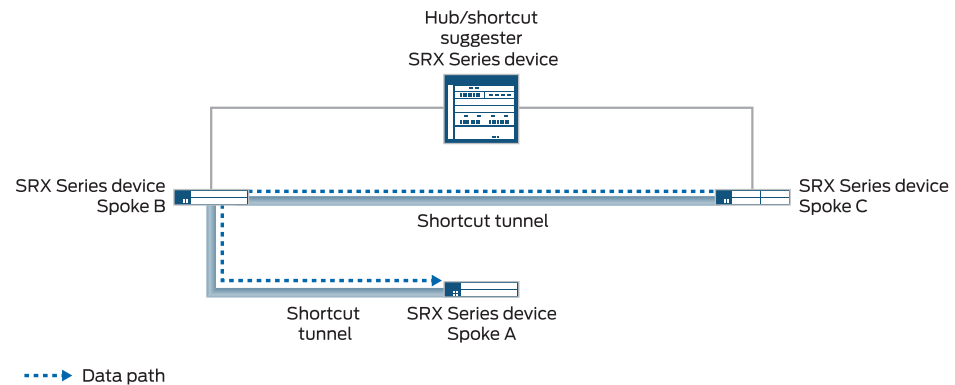 Hub/shortcut
suggester
SRX Series device
SRX Series device
Spoke B
SRX Series device
Spoke C
Shortcut tunnel
Shortcut
tunnel
SRX Series device
Spoke A
Data path